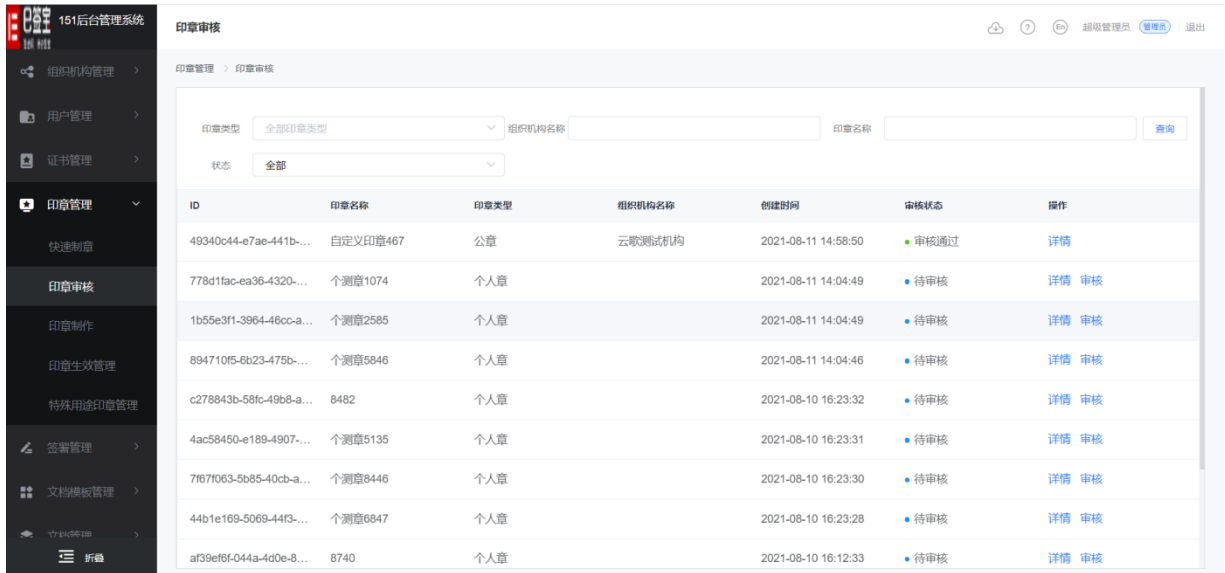 e签宝 151后台管理系统
印章审核
En 超级管理员 管理员 退出
组织机构管理
用户管理
证书管理
印章管理
快速制章
印章审核
印章制作
印章生效管理
特殊用途印章管理
签署管理
文档模板管理
文档管理
折叠
印章管理 > 印章审核
印章类型 全部印章类型 组织机构名称 印章名称 查询
状态 全部
ID 印章名称 印章类型 组织机构名称 创建时间 审核状态 操作
49340c44-e7ae-441b-... 自定义印章467 公章 云歌测试机构 2021-08-11 14:58:50 审核通过 详情
778d1fac-ea36-4320-... 个测章1074 个人章 2021-08-11 14:04:49 待审核 详情 审核
1b55e3f1-3964-46cc-a... 个测章2585 个人章 2021-08-11 14:04:49 待审核 详情 审核
894710f5-6b23-475b-... 个测章5846 个人章 2021-08-11 14:04:46 待审核 详情 审核
c278843b-58fc-49b8-a... 8482 个人章 2021-08-10 16:23:32 待审核 详情 审核
4ac58450-e189-4907-... 个测章5135 个人章 2021-08-10 16:23:31 待审核 详情 审核
7f67f063-5b85-40cb-a... 个测章8446 个人章 2021-08-10 16:23:30 待审核 详情 审核
44b1e169-5069-44f3-... 个测章6847 个人章 2021-08-10 16:23:28 待审核 详情 审核
af39ef6f-044a-4d0e-8... 8740 个人章 2021-08-10 16:12:33 待审核 详情 审核